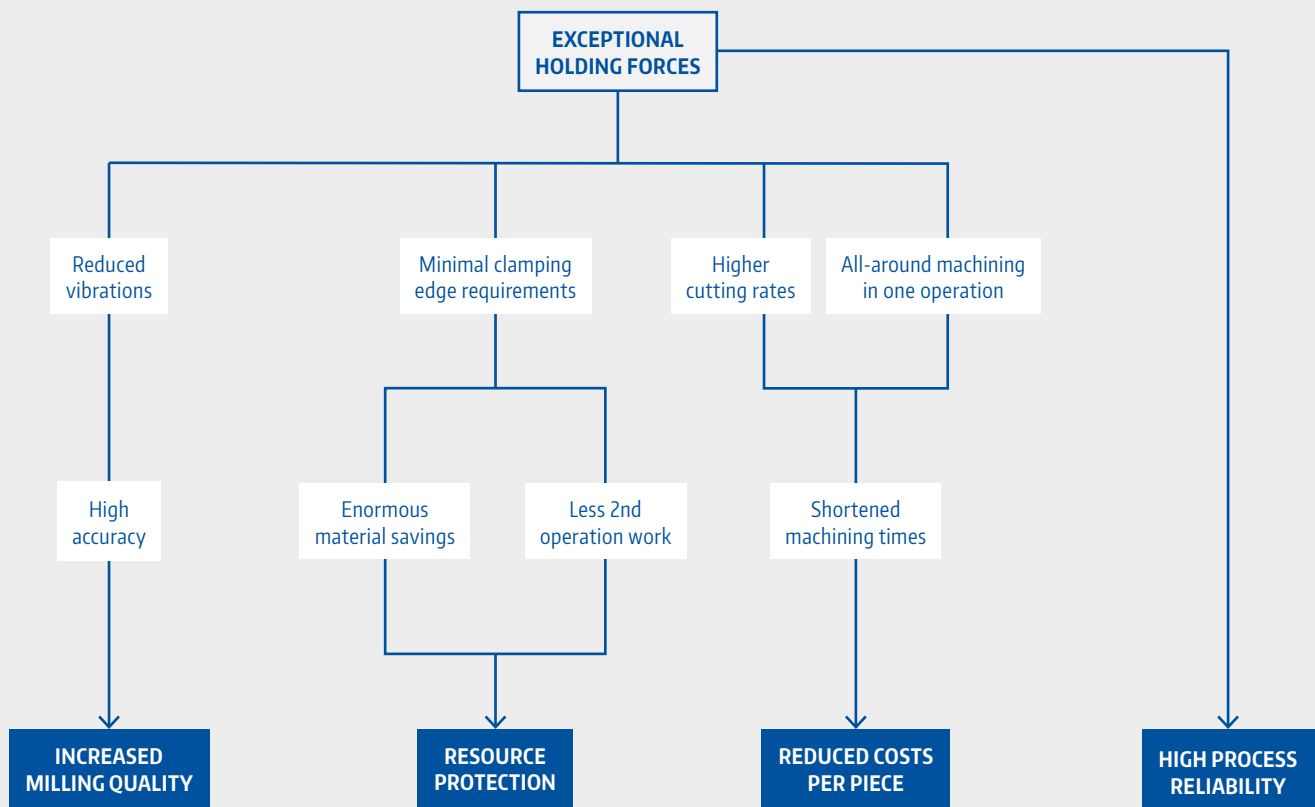 EXCEPTIONAL
HOLDING FORCES
Reduced
vibrations
Minimal clamping
edge requirements
Higher
cutting rates
All-around machining
in one operation
High
accuracy
Enormous
material savings
Less 2nd
operation work
Shortened
machining times
INCREASED
MILLING QUALITY
RESOURCE
PROTECTION
REDUCED COSTS
PER PIECE
HIGH PROCESS
RELIABILITY